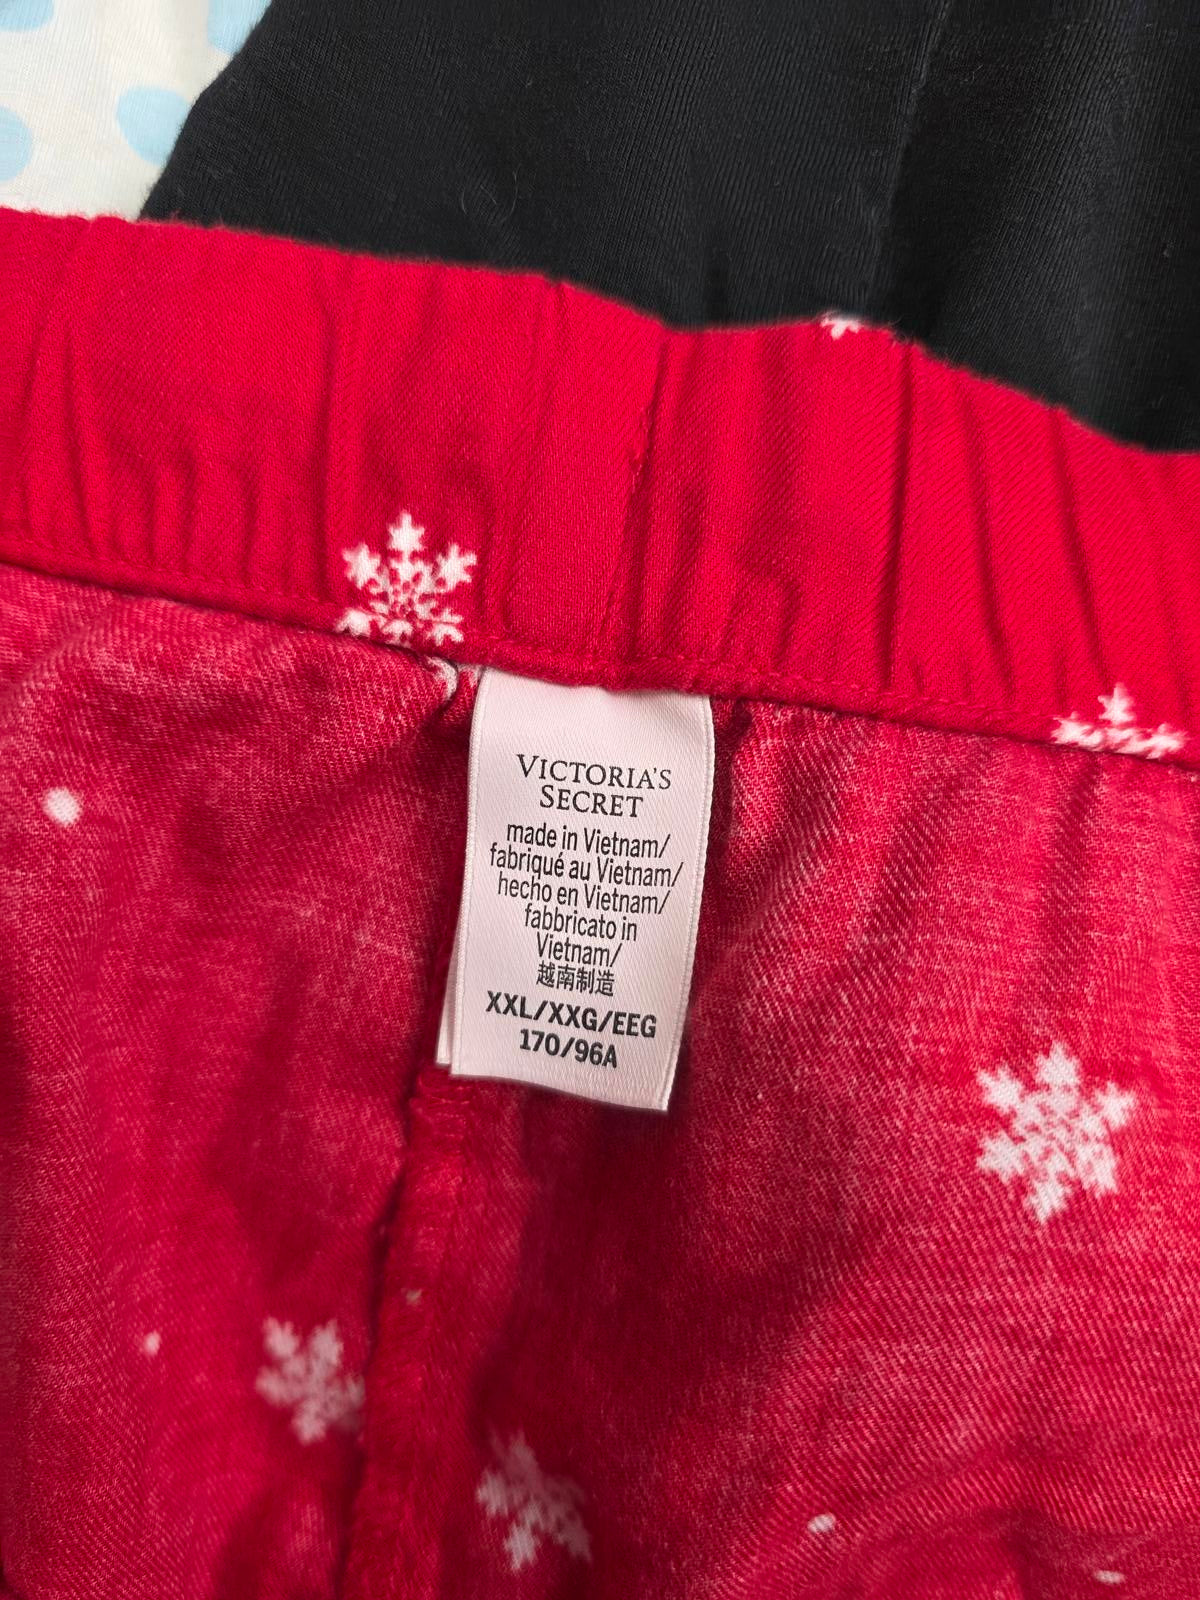 VICTORIA'S
SECRET
made in Vietnam/
fabriqué au Vietnam/
hecho en Vietnam/
fabbricato in
Vietnam/
越南制造
XXL/XXG/EEG
170/96A